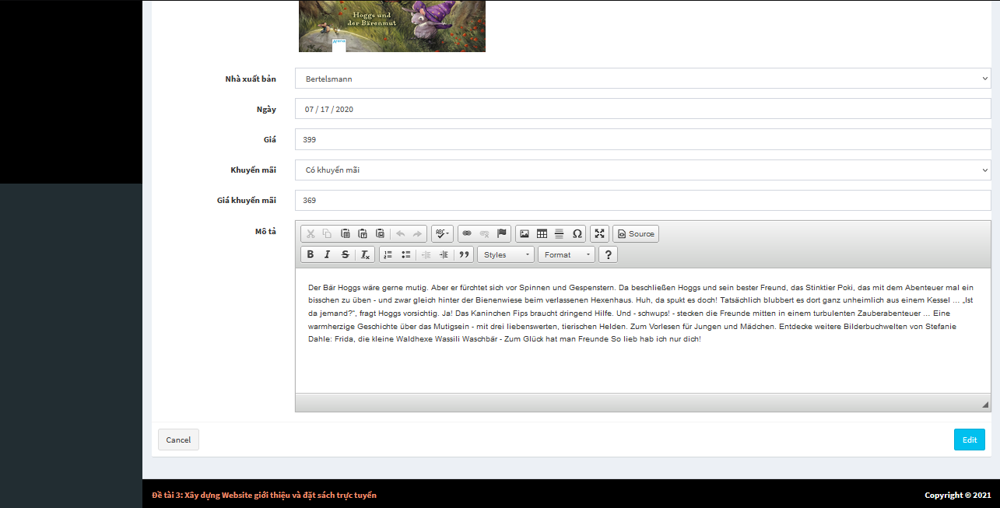 Hoggs und
der Bärenmut
Arena
Nhà xuất bản
Bertelsmann
Ngày
07 / 17 / 2020
Giá
399
Khuyến mãi
Có khuyến mãi
Giá khuyến mãi
369
Mô tả
ABC
Source
B I S Tx
Styles
Format
?
Der Bär Hoggs wäre gerne mutig. Aber er fürchtet sich vor Spinnen und Gespenstern. Da beschließen Hoggs und sein bester Freund, das Stinktier Poki, das mit dem Abenteuer mal ein
bisschen zu üben - und zwar gleich hinter der Bienenwiese beim verlassenen Hexenhaus. Huh, da spukt es doch! Tatsächlich blubbert es dort ganz unheimlich aus einem Kessel ... „Ist
da jemand?“, fragt Hoggs vorsichtig. Ja! Das Kaninchen Fips braucht dringend Hilfe. Und - schwups! - stecken die Freunde mitten in einem turbulenten Zauberabenteuer ... Eine
warmherzige Geschichte über das Mutigsein - mit drei liebenswerten, tierischen Helden. Zum Vorlesen für Jungen und Mädchen. Entdecke weitere Bilderbuchwelten von Stefanie
Dahle: Frida, die kleine Waldhexe Wassili Waschbär - Zum Glück hat man Freunde So lieb hab ich nur dich!
Cancel
Edit
Đề tài 3: Xây dựng Website giới thiệu và đặt sách trực tuyến
Copyright © 2021